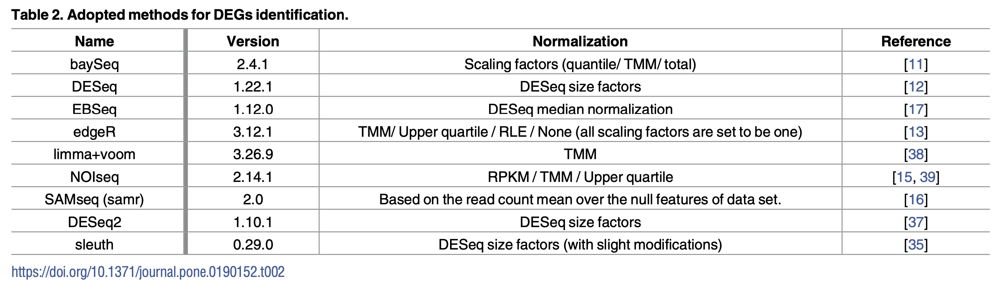 Table 2. Adopted methods for DEGs identification.
Name Version Normalization Reference
baySeq 2.4.1 Scaling factors (quantile/ TMM/ total) [11]
DESeq 1.22.1 DESeq size factors [12]
EBSeq 1.12.0 DESeq median normalization [17]
edgeR 3.12.1 TMM/ Upper quartile / RLE / None (all scaling factors are set to be one) [13]
limma+voom 3.26.9 TMM [38]
NOIseq 2.14.1 RPKM / TMM / Upper quartile [15, 39]
SAMseq (samr) 2.0 Based on the read count mean over the null features of data set. [16]
DESeq2 1.10.1 DESeq size factors [37]
sleuth 0.29.0 DESeq size factors (with slight modifications) [35]
https://doi.org/10.1371/journal.pone.0190152.t002